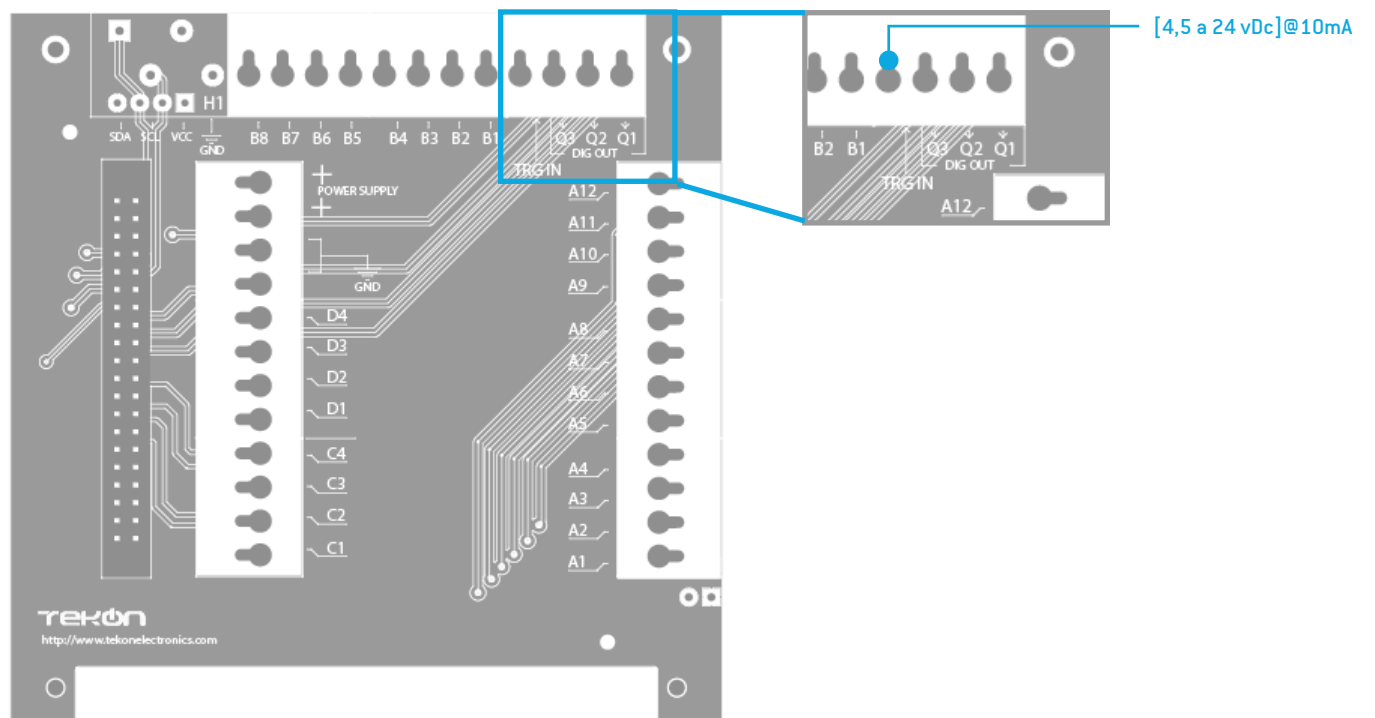 [4,5 a 24 vDc]@10mA
H1
SDA
SCL
VCC
GND
B8 B7 B6 B5 B4 B3 B2 B1 Q3 Q2 Q1
DIG OUT
TRG IN
B2 B1 Q3 Q2 Q1
DIG OUT
TRG IN
A12
POWER SUPPLY
GND
D4
D3
D2
D1
C4
C3
C2
C1
A12
A11
A10
A9
A8
A7
A6
A5
A4
A3
A2
A1
TEKON
http://www.tekonelectronics.com